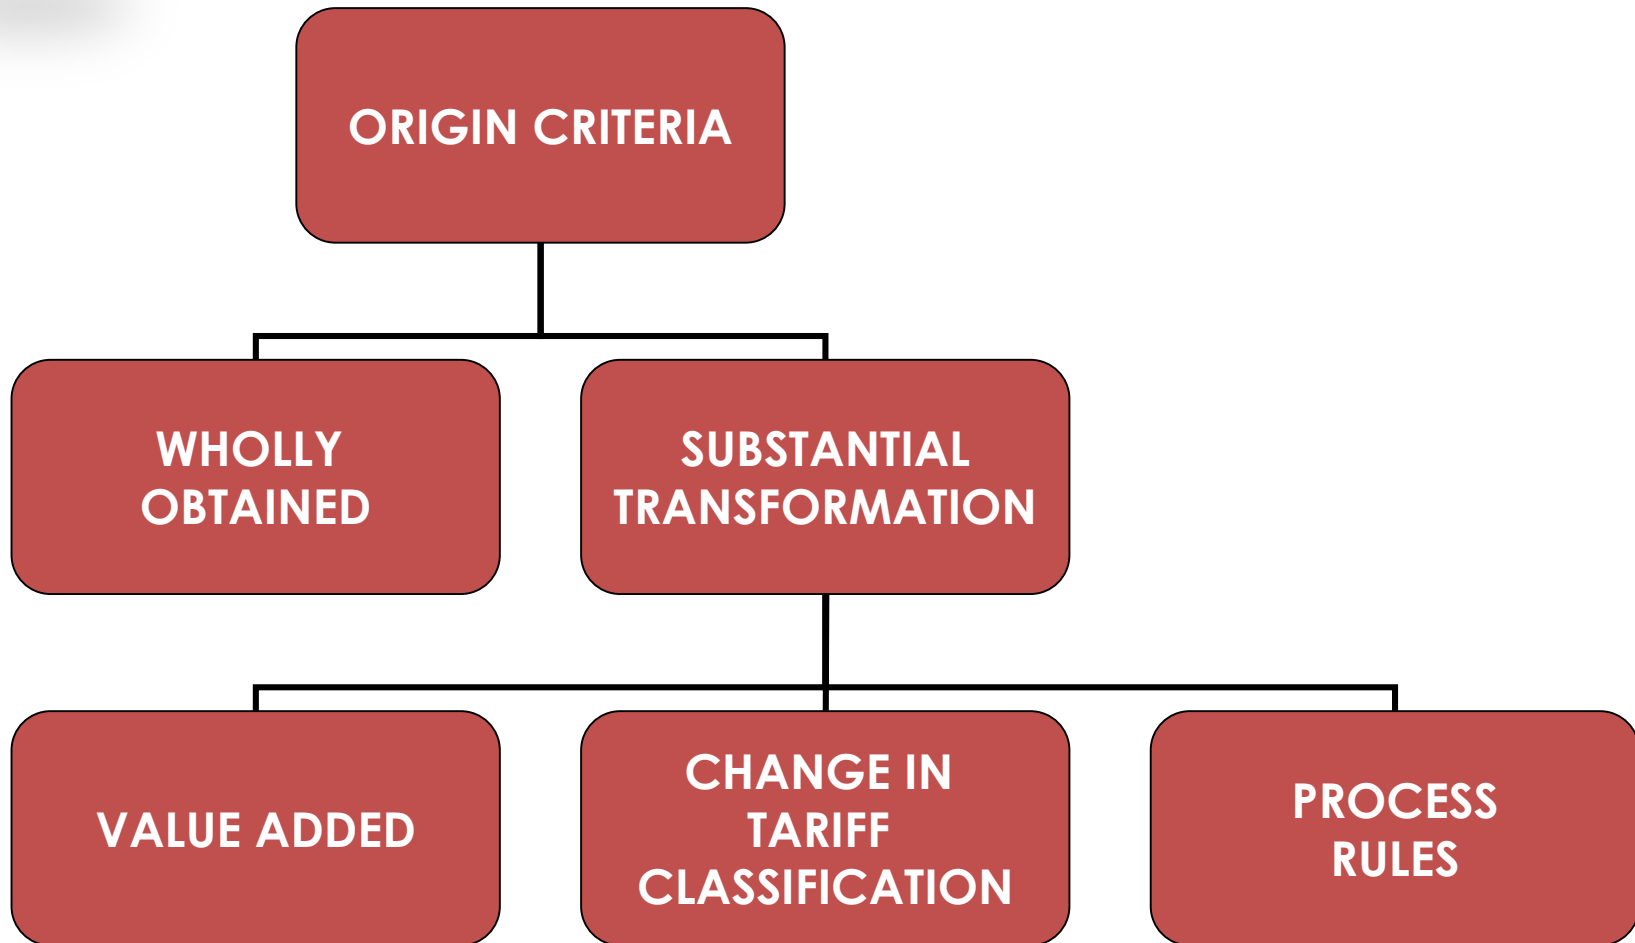 ORIGIN CRITERIA
WHOLLY
OBTAINED
SUBSTANTIAL
TRANSFORMATION
VALUE ADDED
CHANGE IN
TARIFF
CLASSIFICATION
PROCESS
RULES